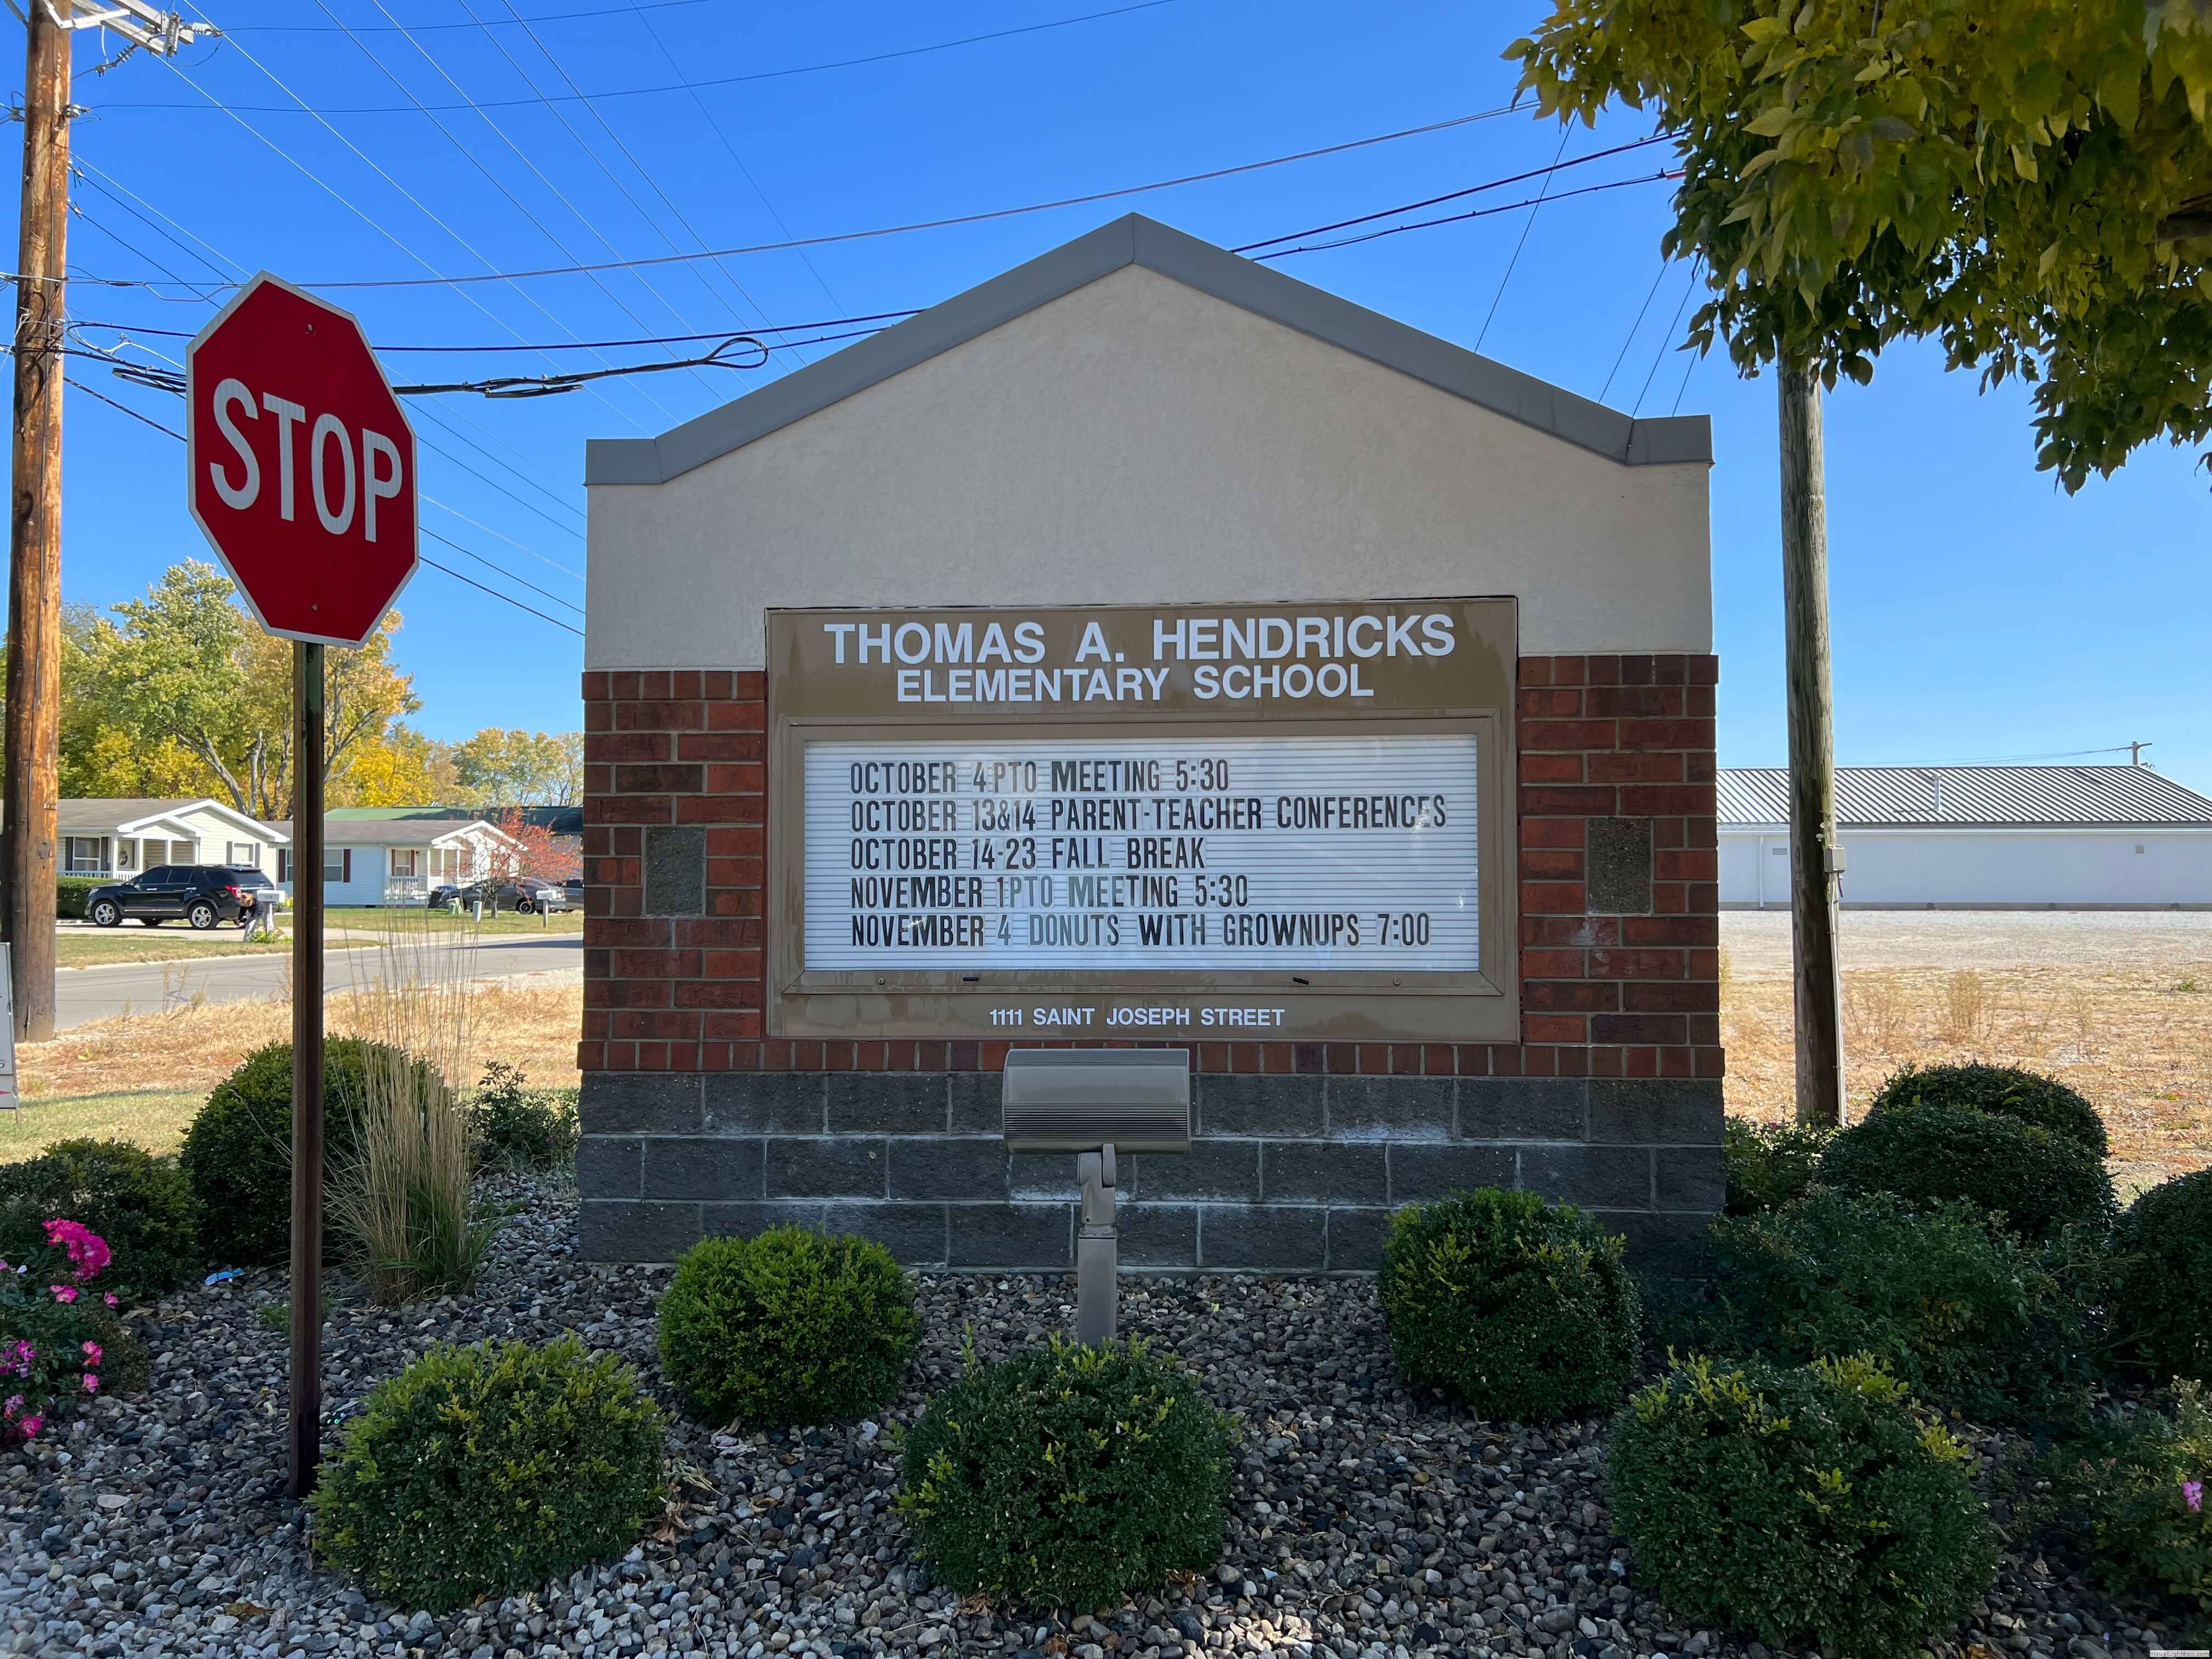 STOP
THOMAS A. HENDRICKS
ELEMENTARY SCHOOL
OCTOBER 4 PTO MEETING 5:30
OCTOBER 13&14 PARENT-TEACHER CONFERENCES
OCTOBER 14-23 FALL BREAK
NOVEMBER 1 PTO MEETING 5:30
NOVEMBER 4 DONUTS WITH GROWNUPS 7:00
1111 SAINT JOSEPH STREET